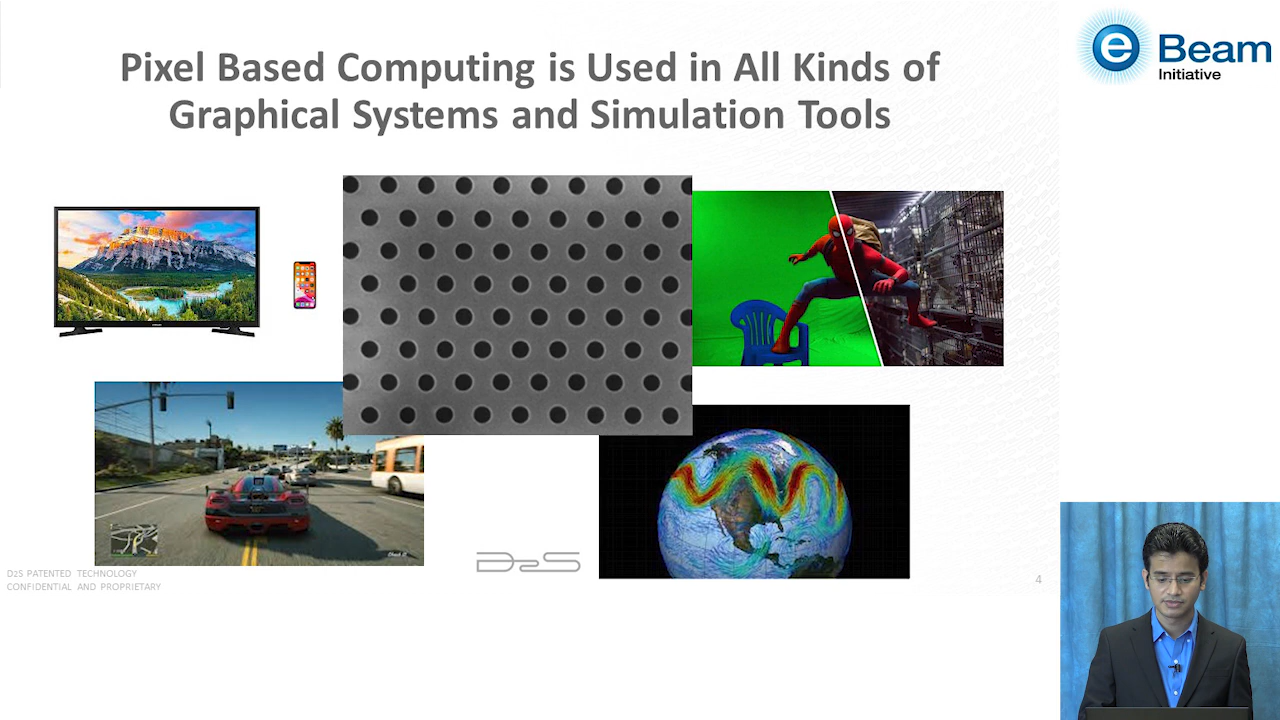 Pixel Based Computing is Used in All Kinds of
Graphical Systems and Simulation Tools
e Beam
Initiative
D2S
D2S PATENTED TECHNOLOGY
CONFIDENTIAL AND PROPRIETARY
4